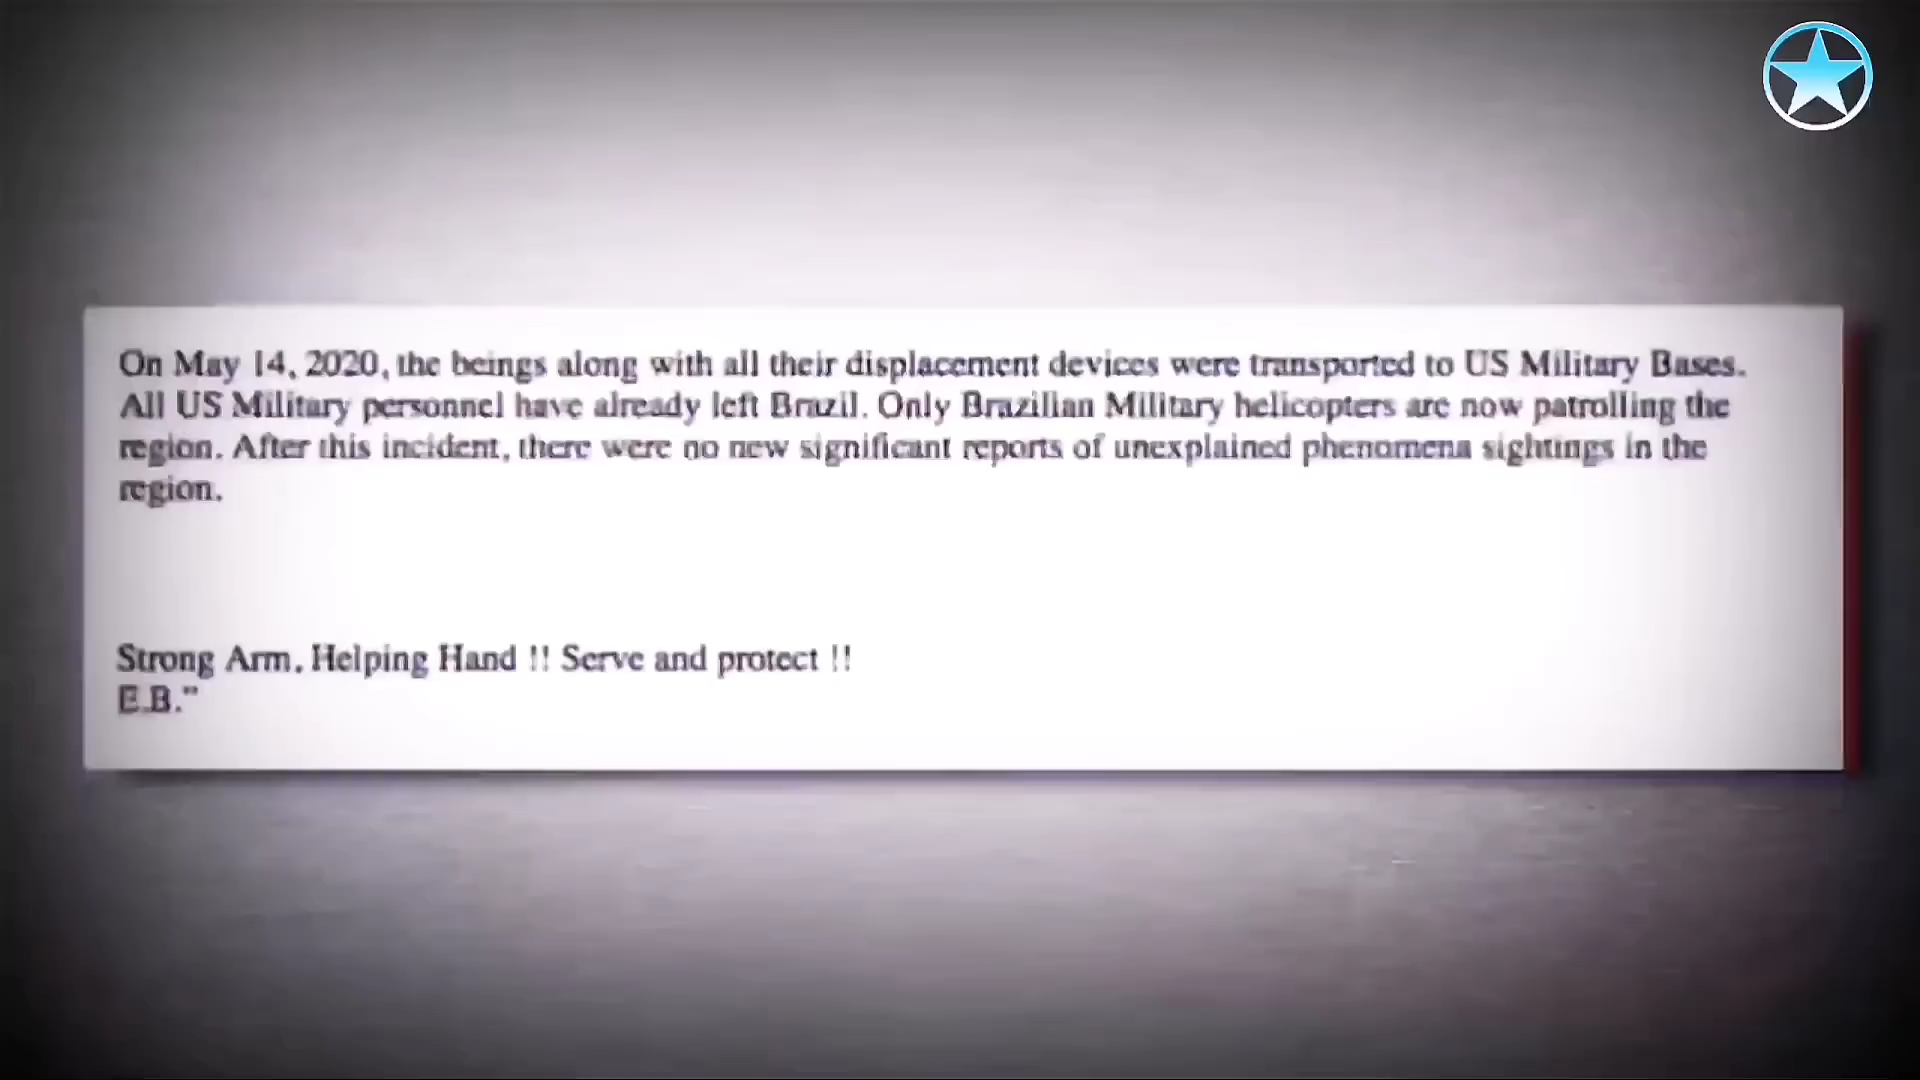 On May 14, 2020, the beings along with all their displacement devices were transported to US Military Bases.
All US Military personnel have already left Brazil. Only Brazilian Military helicopters are now patrolling the
region. After this incident, there were no new significant reports of unexplained phenomena sightings in the
region.
Strong Arm, Helping Hand !! Serve and protect !!
E.B."